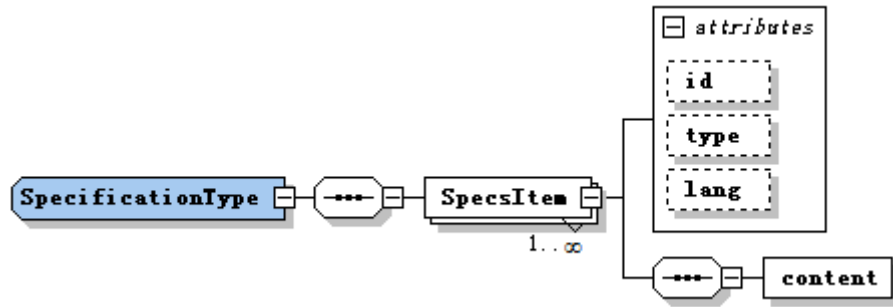 attributes
id
type
lang
SpecificationType
SpecsItem
1..∞
content